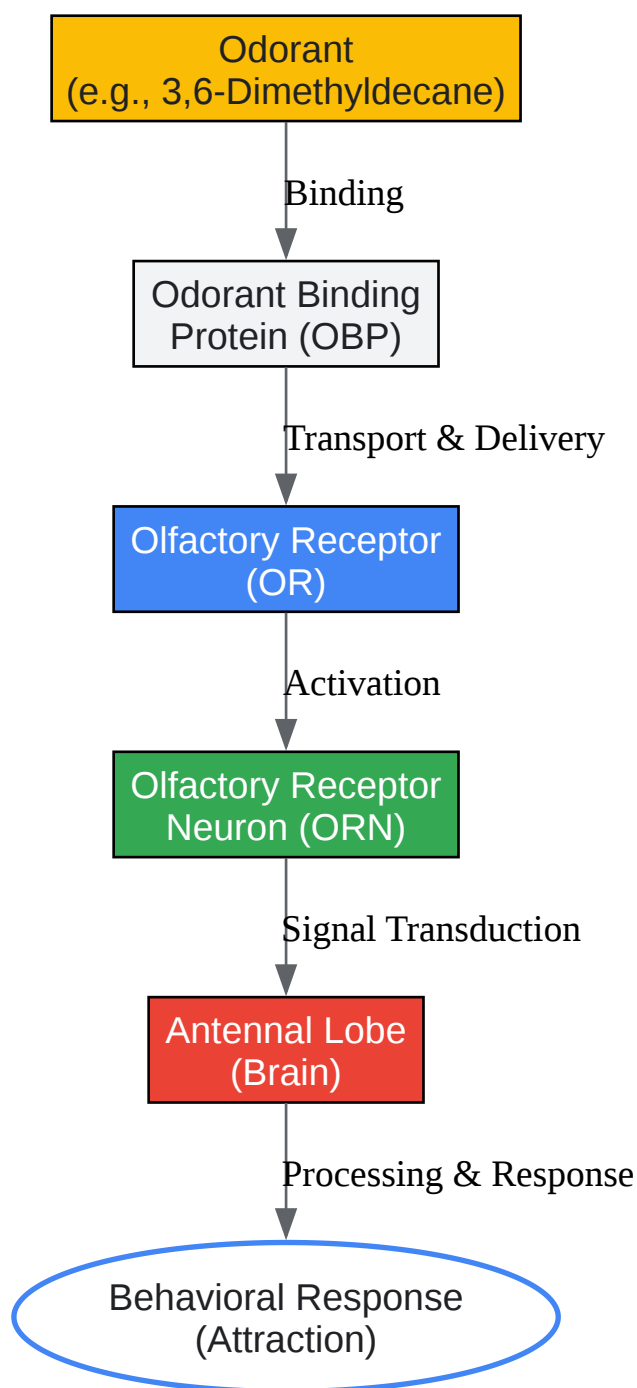 Odorant
(e.g., 3,6-Dimethyldecane)
Binding
Odorant Binding
Protein (OBP)
Transport & Delivery
Olfactory Receptor
(OR)
Activation
Olfactory Receptor
Neuron (ORN)
Signal Transduction
Antennal Lobe
(Brain)
Processing & Response
Behavioral Response
(Attraction)